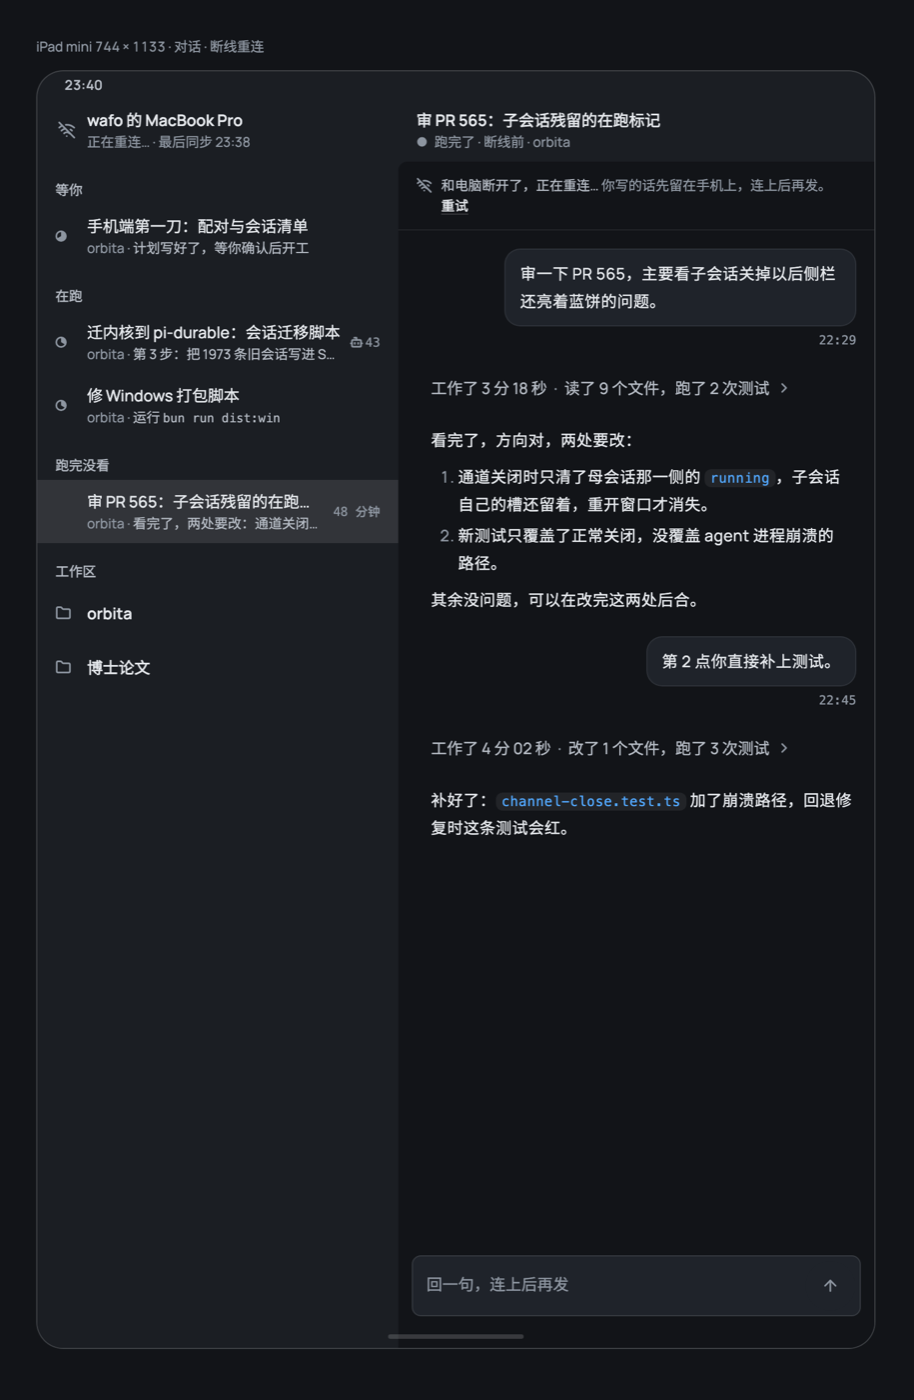 iPad mini 744 × 1133 · 对话 · 断线重连
23:40
wafo 的 MacBook Pro
正在重连… · 最后同步 23:38
等你
手机端第一刀：配对与会话清单
orbita · 计划写好了，等你确认后开工
在跑
迁内核到 pi-durable：会话迁移脚本
43
orbita · 第 3 步：把 1973 条旧会话写进 S…
修 Windows 打包脚本
orbita · 运行 bun run dist:win
跑完没看
审 PR 565：子会话残留的在跑…
48 分钟
orbita · 看完了，两处要改：通道关闭…
工作区
orbita
博士论文
审 PR 565：子会话残留的在跑标记
跑完了 · 断线前 · orbita
和电脑断开了，正在重连… 你写的话先留在手机上，连上后再发。
重试
审一下 PR 565，主要看子会话关掉以后侧栏
还亮着蓝饼的问题。
22:29
工作了 3 分 18 秒 · 读了 9 个文件，跑了 2 次测试
看完了，方向对，两处要改：
1. 通道关闭时只清了母会话那一侧的 running，子会话
自己的槽还留着，重开窗口才消失。
2. 新测试只覆盖了正常关闭，没覆盖 agent 进程崩溃的
路径。
其余没问题，可以在改完这两处后合。
第 2 点你直接补上测试。
22:45
工作了 4 分 02 秒 · 改了 1 个文件，跑了 3 次测试
补好了：channel-close.test.ts 加了崩溃路径，回退修
复时这条测试会红。
回一句，连上后再发